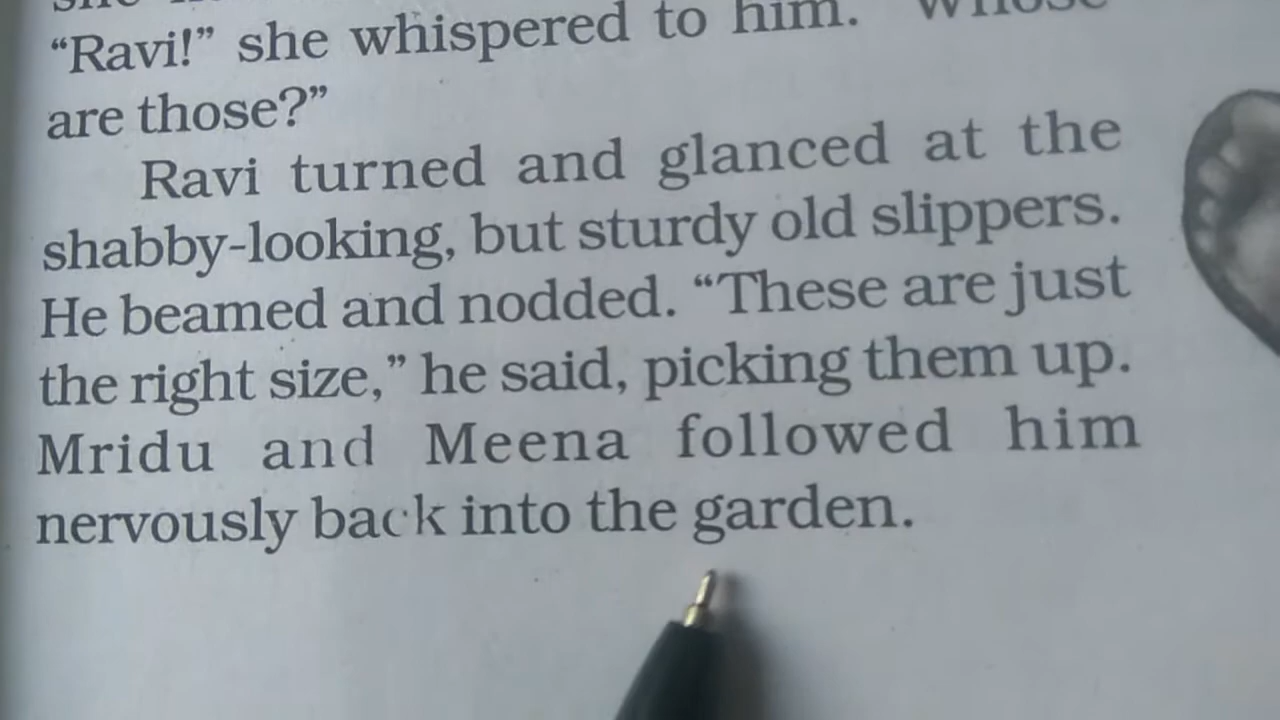 “Ravi!” she whispered to him. “Whose
are those?”
Ravi turned and glanced at the
shabby-looking, but sturdy old slippers.
He beamed and nodded. “These are just
the right size,” he said, picking them up.
Mridu and Meena followed him
nervously back into the garden.